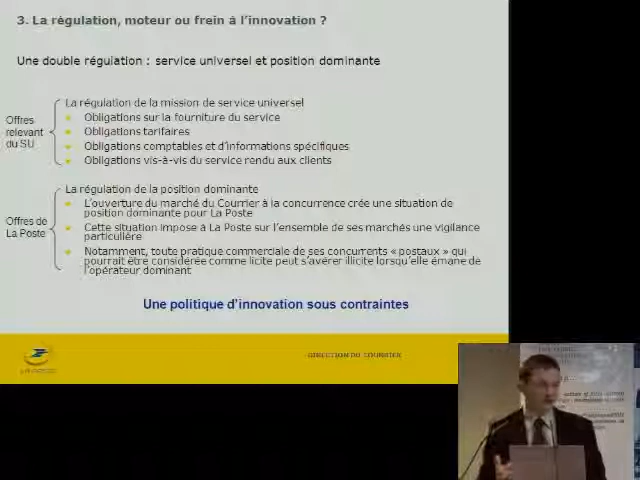 3. La régulation, moteur ou frein à l'innovation ?
Une double régulation : service universel et position dominante
Offres
relevant
du SU
La régulation de la mission de service universel
Obligations sur la fourniture du service
Obligations tarifaires
Obligations comptables et d'informations spécifiques
Obligations vis-à-vis du service rendu aux clients
Offres de
La Poste
La régulation de la position dominante
L'ouverture du marché du Courrier à la concurrence crée une situation de
position dominante pour La Poste
Cette situation impose à La Poste sur l'ensemble de ses marchés une vigilance
particulière
Notamment, toute pratique commerciale de ses concurrents « postaux » qui
pourrait être considérée comme licite peut s'avérer illicite lorsqu'elle émane de
l'opérateur dominant
Une politique d'innovation sous contraintes
LA POSTE
DIRECTION DU COURRIER